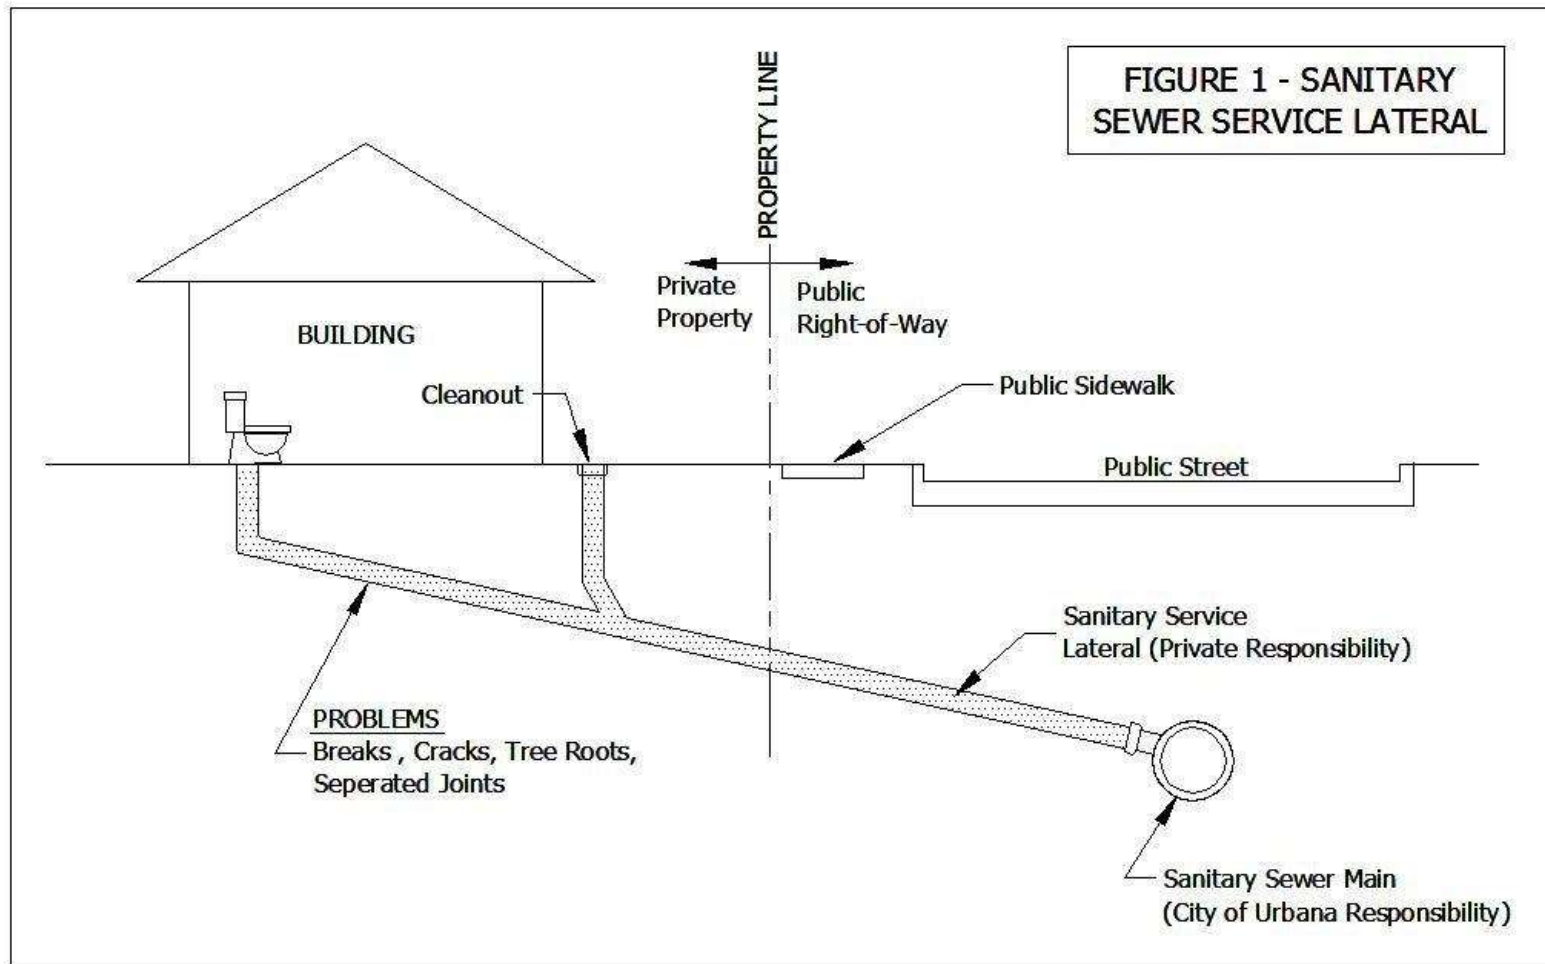 FIGURE 1 - SANITARY
SEWER SERVICE LATERAL
PROPERTY LINE
Private
Property
Public
Right-of-Way
BUILDING
Cleanout
Public Sidewalk
Public Street
Sanitary Service
Lateral (Private Responsibility)
PROBLEMS
Breaks , Cracks, Tree Roots,
Seperated Joints
Sanitary Sewer Main
(City of Urbana Responsibility)